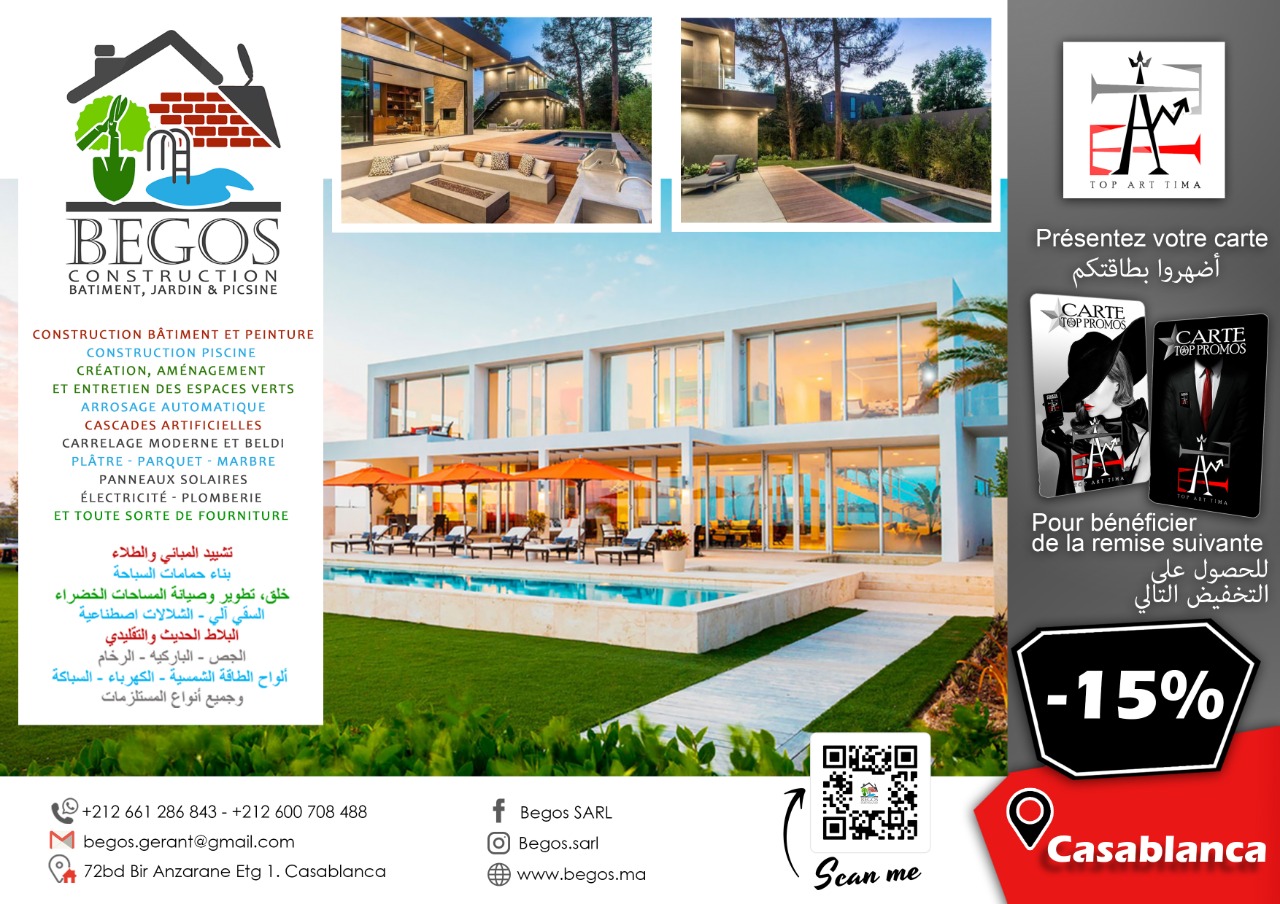 BEGOS
CONSTRUCTION
BATIMENT, JARDIN & PICSINE
CONSTRUCTION BÂTIMENT ET PEINTURE
CONSTRUCTION PISCINE
CRÉATION, AMÉNAGEMENT
ET ENTRETIEN DES ESPACES VERTS
ARROSAGE AUTOMATIQUE
CASCADES ARTIFICIELLES
CARRELAGE MODERNE ET BELDI
PLÂTRE - PARQUET - MARBRE
PANNEAUX SOLAIRES
ÉLECTRICITÉ - PLOMBERIE
ET TOUTE SORTE DE FOURNITURE
تشييد المباني والطلاء
بناء حمامات السباحة
خلق، تطوير وصيانة المساحات الخضراء
السقي آلي - الشلالات اصطناعية
البلاط الحديث والتقليدي
الجص - الباركيه - الرخام
ألواح الطاقة الشمسية - الكهرباء - السباكة
وجميع أنواع المستلزمات
+212 661 286 843 - +212 600 708 488
begos.gerant@gmail.com
72bd Bir Anzarane Etg 1. Casablanca
Begos SARL
Begos.sarl
www.begos.ma
Scan me
TOP ART TIMA
Présentez votre carte
أضهروا بطاقتكم
CARTE
TOP PROMOS
TOP ART TIMA
CARTE
TOP PROMOS
TOP ART TIMA
Pour bénéficier
de la remise suivante
للحصول على
التخفيض التالي
-15%
Casablanca